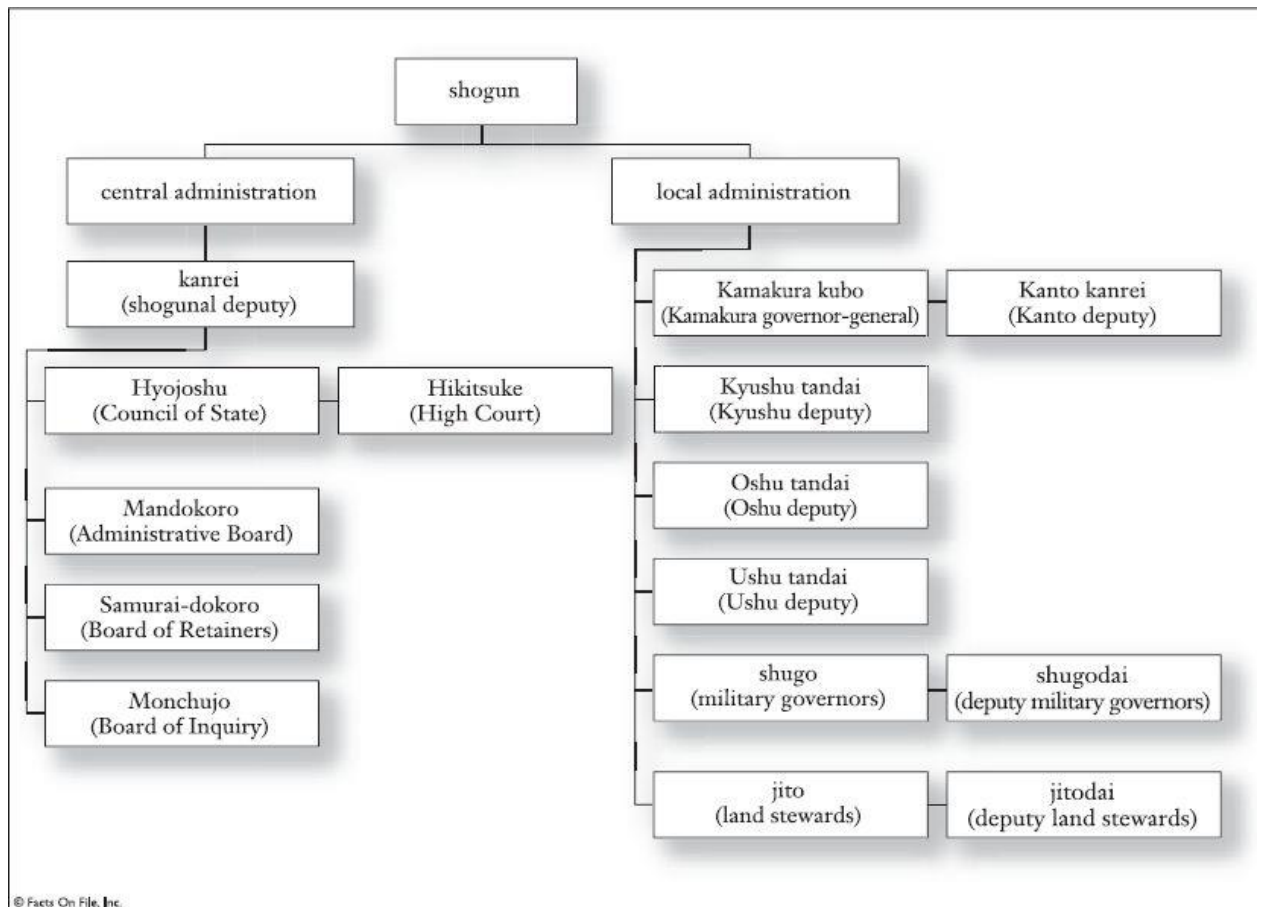 shogun
central administration
local administration
kanrei
(shogunal deputy)
Kamakura kubo
(Kamakura governor-general)
Kanto kanrei
(Kanto deputy)
Hyojoshu
(Council of State)
Hikitsuke
(High Court)
Kyushu tandai
(Kyushu deputy)
Mandokoro
(Administrative Board)
Oshu tandai
(Oshu deputy)
Samurai-dokoro
(Board of Retainers)
Ushu tandai
(Ushu deputy)
Monchujo
(Board of Inquiry)
shugo
(military governors)
shugodai
(deputy military governors)
jito
(land stewards)
jitodai
(deputy land stewards)
© Facts On File, Inc.